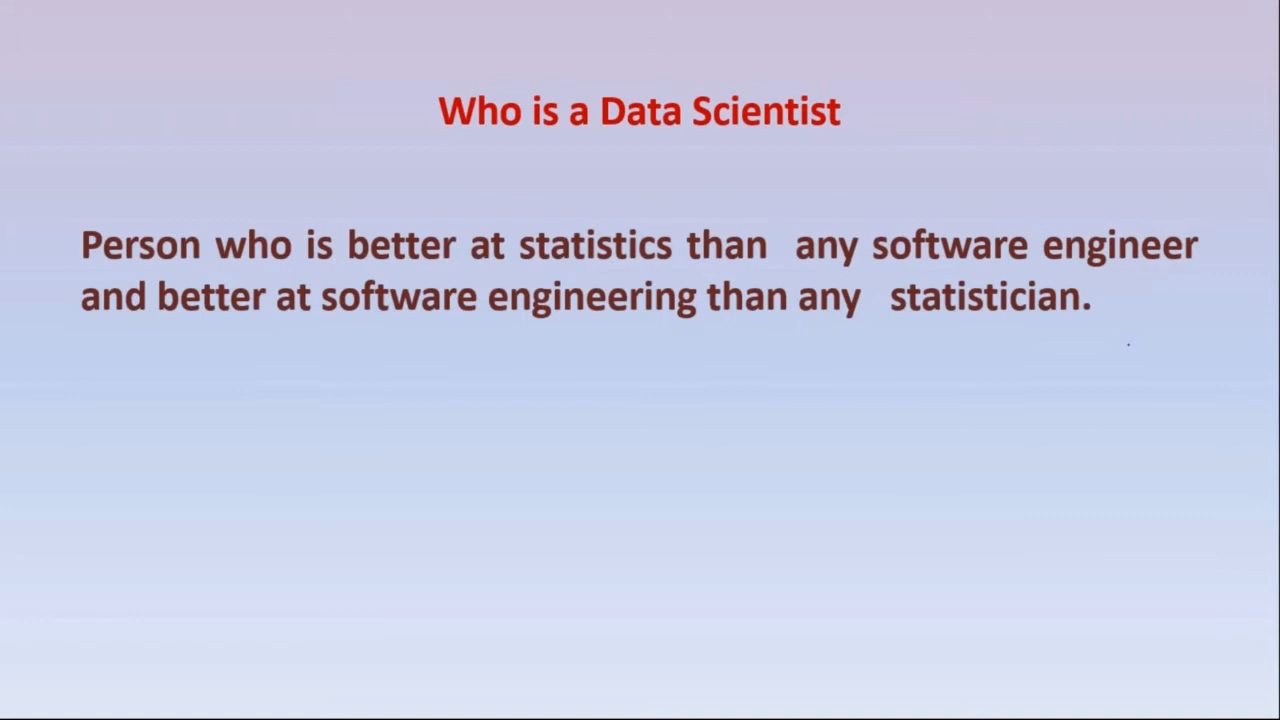 Who is a Data Scientist
Person who is better at statistics than any software engineer
and better at software engineering than any statistician.